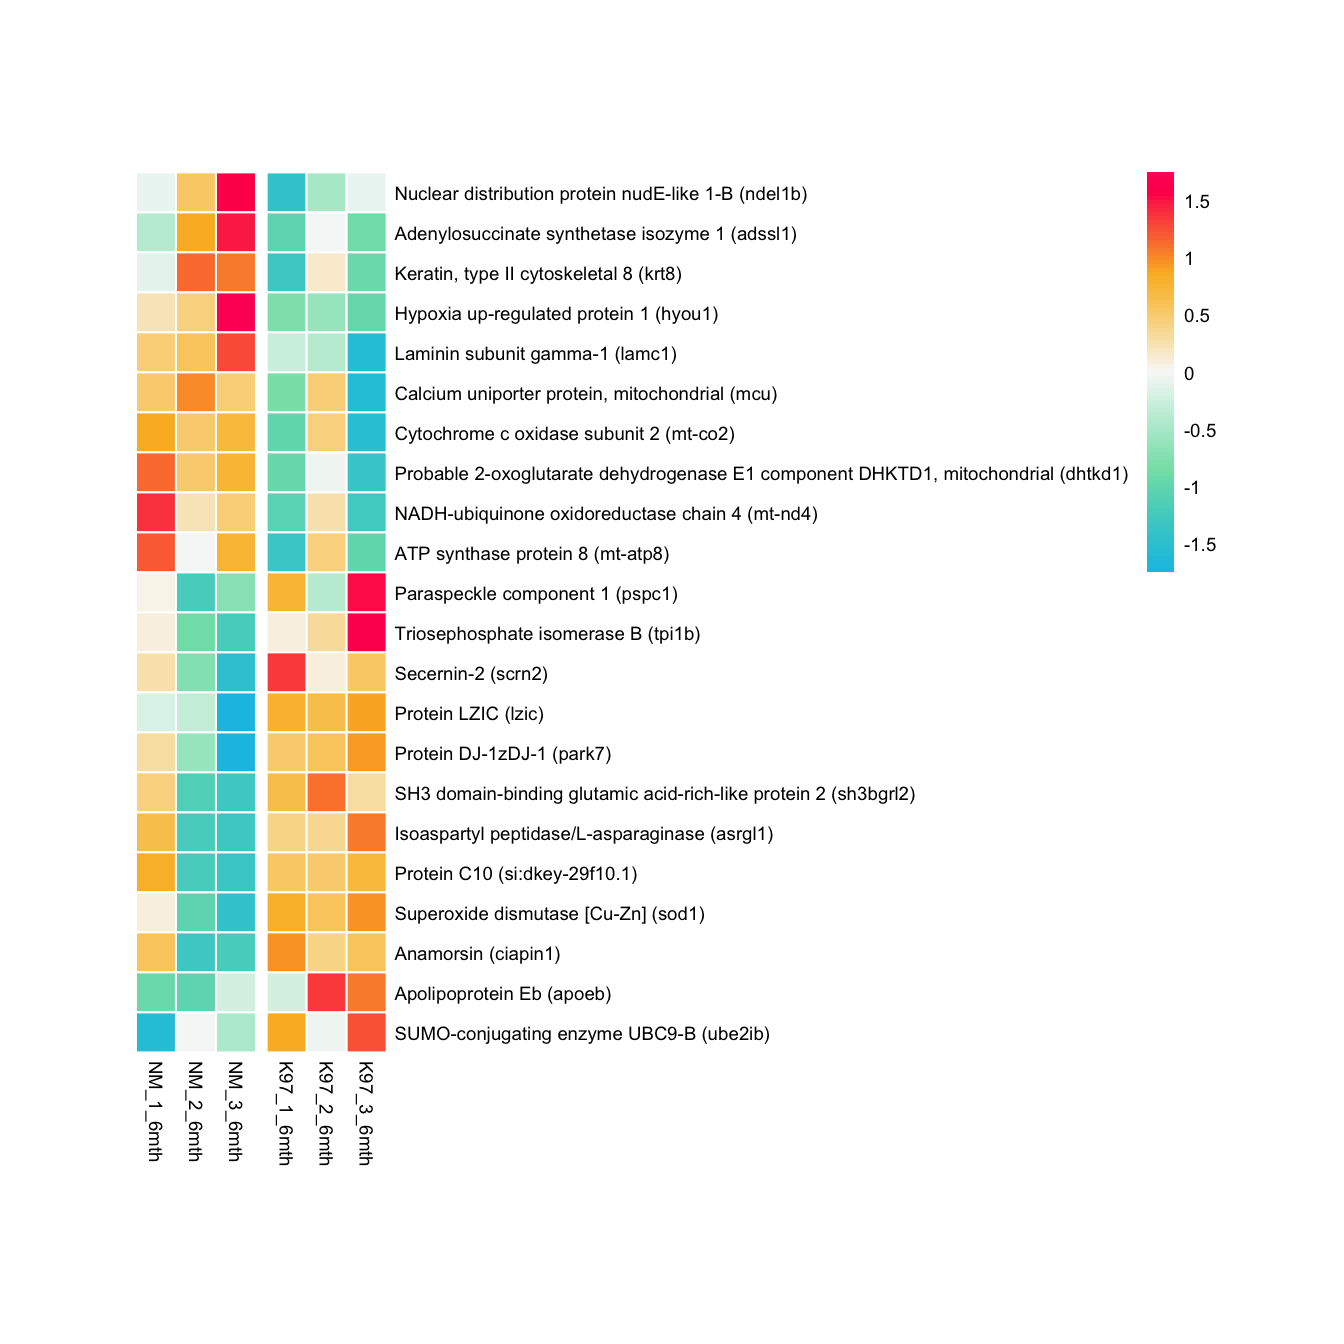 Nuclear distribution protein nudE-like 1-B (ndel1b)
Adenylosuccinate synthetase isozyme 1 (adssl1)
Keratin, type II cytoskeletal 8 (krt8)
Hypoxia up-regulated protein 1 (hyou1)
Laminin subunit gamma-1 (lamc1)
Calcium uniporter protein, mitochondrial (mcu)
Cytochrome c oxidase subunit 2 (mt-co2)
Probable 2-oxoglutarate dehydrogenase E1 component DHKTD1, mitochondrial (dhtkd1)
NADH-ubiquinone oxidoreductase chain 4 (mt-nd4)
ATP synthase protein 8 (mt-atp8)
Paraspeckle component 1 (pspc1)
Triosephosphate isomerase B (tpi1b)
Secernin-2 (scrn2)
Protein LZIC (lzic)
Protein DJ-1zDJ-1 (park7)
SH3 domain-binding glutamic acid-rich-like protein 2 (sh3bgrl2)
Isoaspartyl peptidase/L-asparaginase (asrgl1)
Protein C10 (si:dkey-29f10.1)
Superoxide dismutase [Cu-Zn] (sod1)
Anamorsin (ciapin1)
Apolipoprotein Eb (apoeb)
SUMO-conjugating enzyme UBC9-B (ube2ib)
NM_1_6mth
NM_2_6mth
NM_3_6mth
K97_1_6mth
K97_2_6mth
K97_3_6mth
1.5
1
0.5
0
-0.5
-1
-1.5